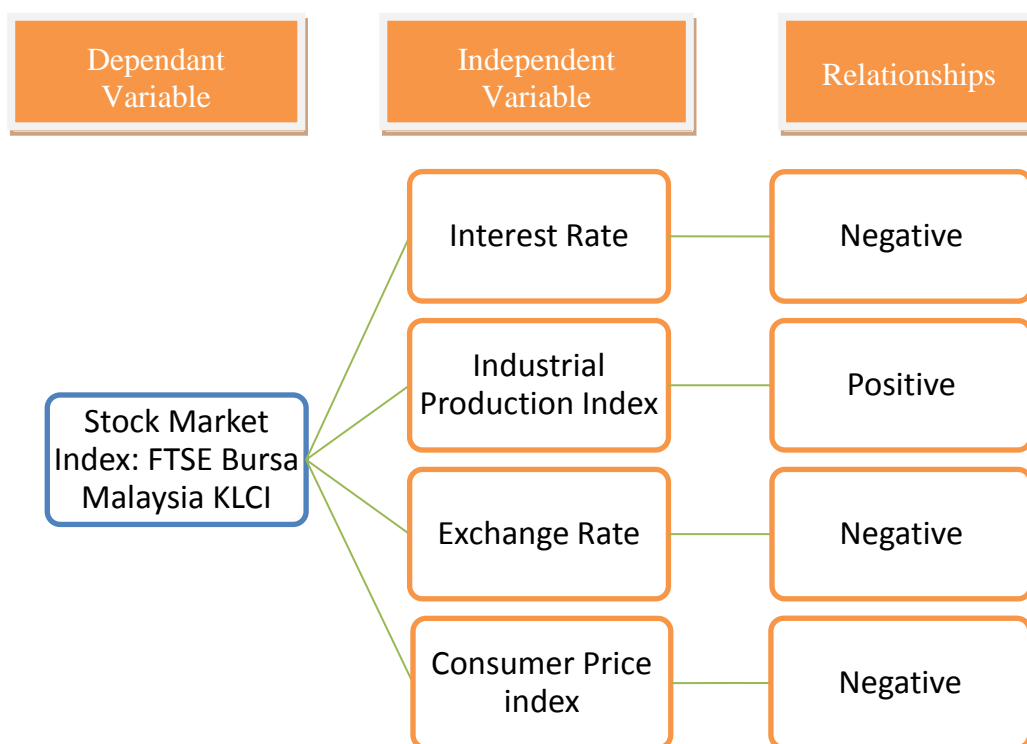 Dependant
Variable
Independent
Variable
Relationships
Interest Rate
Negative
Industrial
Production Index
Positive
Stock Market
Index: FTSE Bursa
Malaysia KLCI
Exchange Rate
Negative
Consumer Price
index
Negative